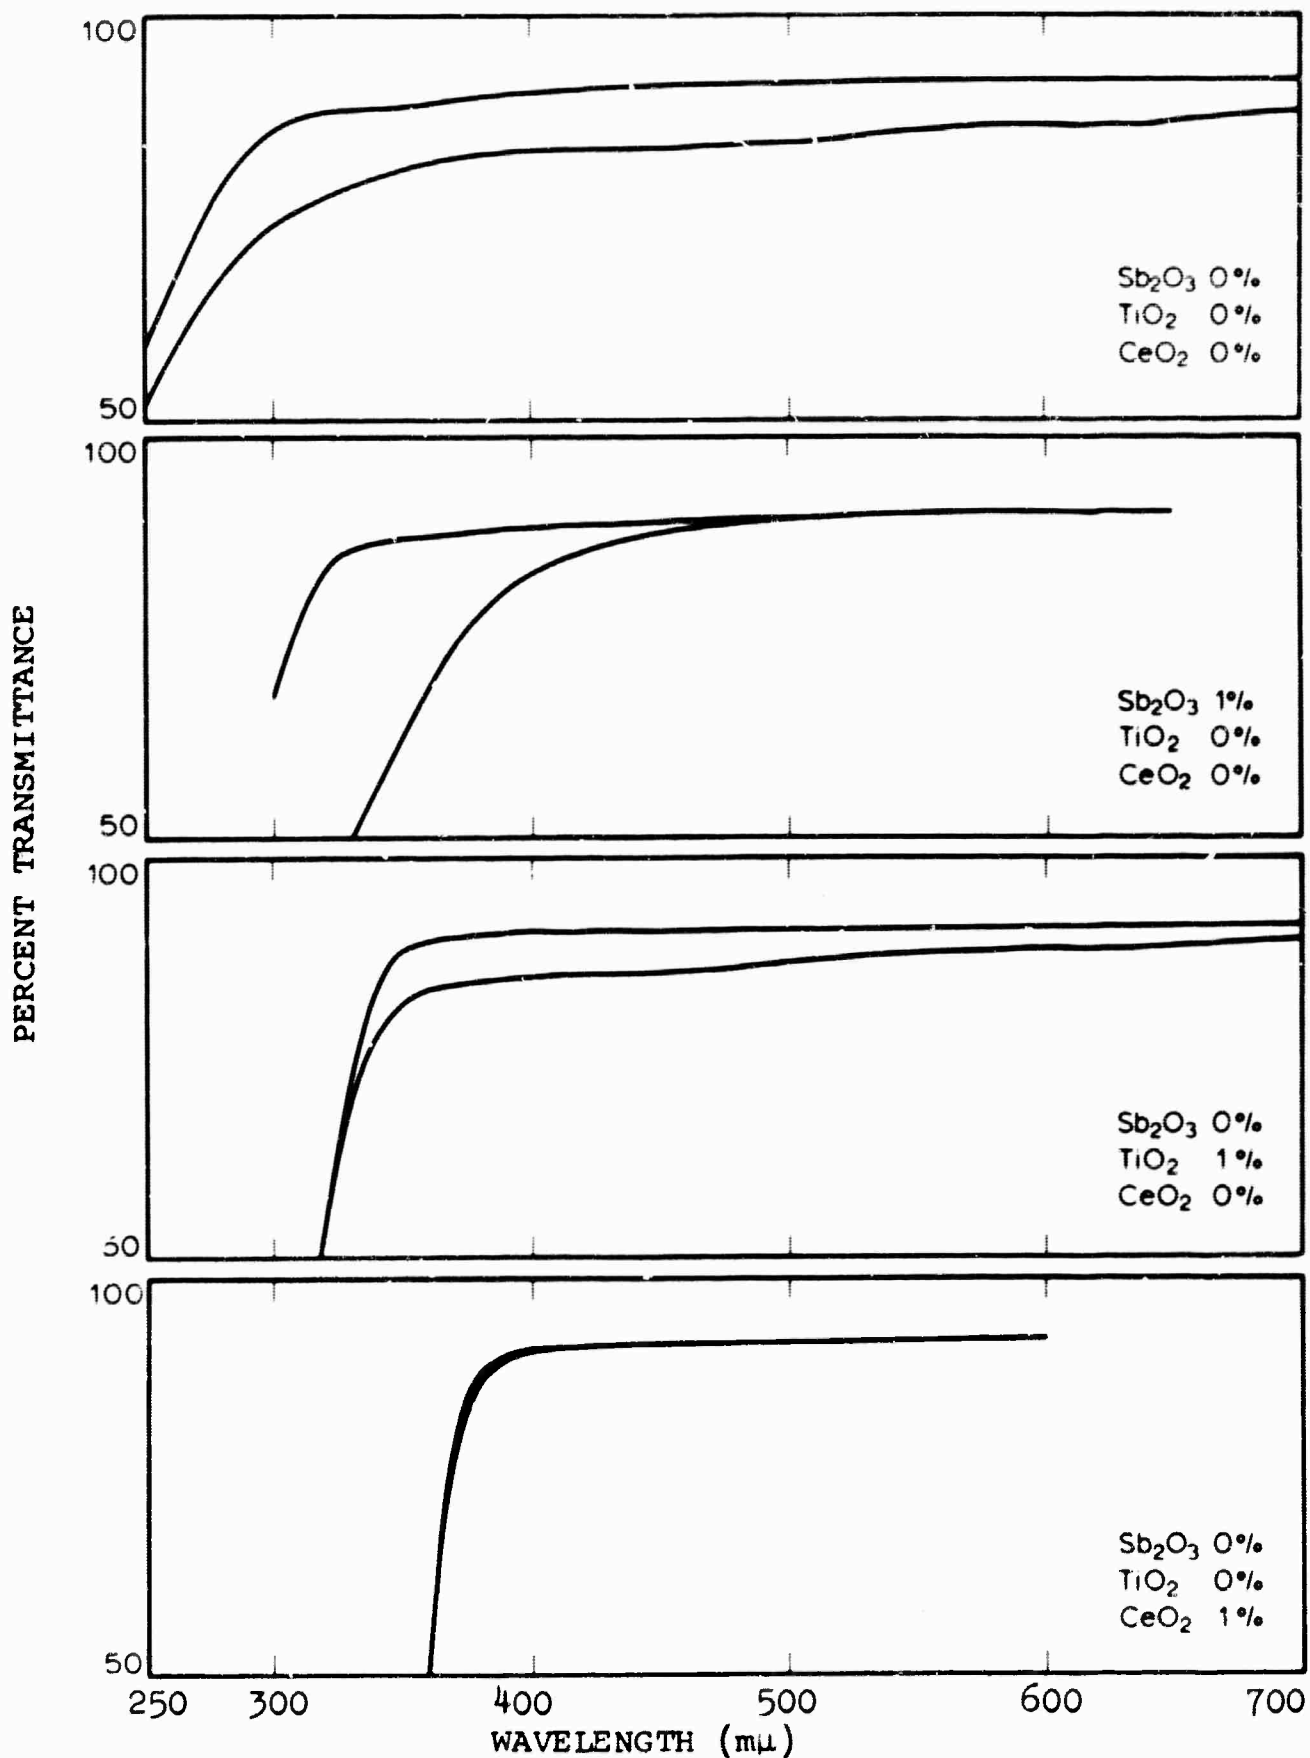 PERCENT TRANSMITTANCE
100
Sb₂O₃ 0%
TiO₂ 0%
CeO₂ 0%
50
100
Sb₂O₃ 1%
TiO₂ 0%
CeO₂ 0%
50
100
Sb₂O₃ 0%
TiO₂ 1%
CeO₂ 0%
50
100
Sb₂O₃ 0%
TiO₂ 0%
CeO₂ 1%
50
250 300 400 500 600 700
WAVELENGTH (mμ)